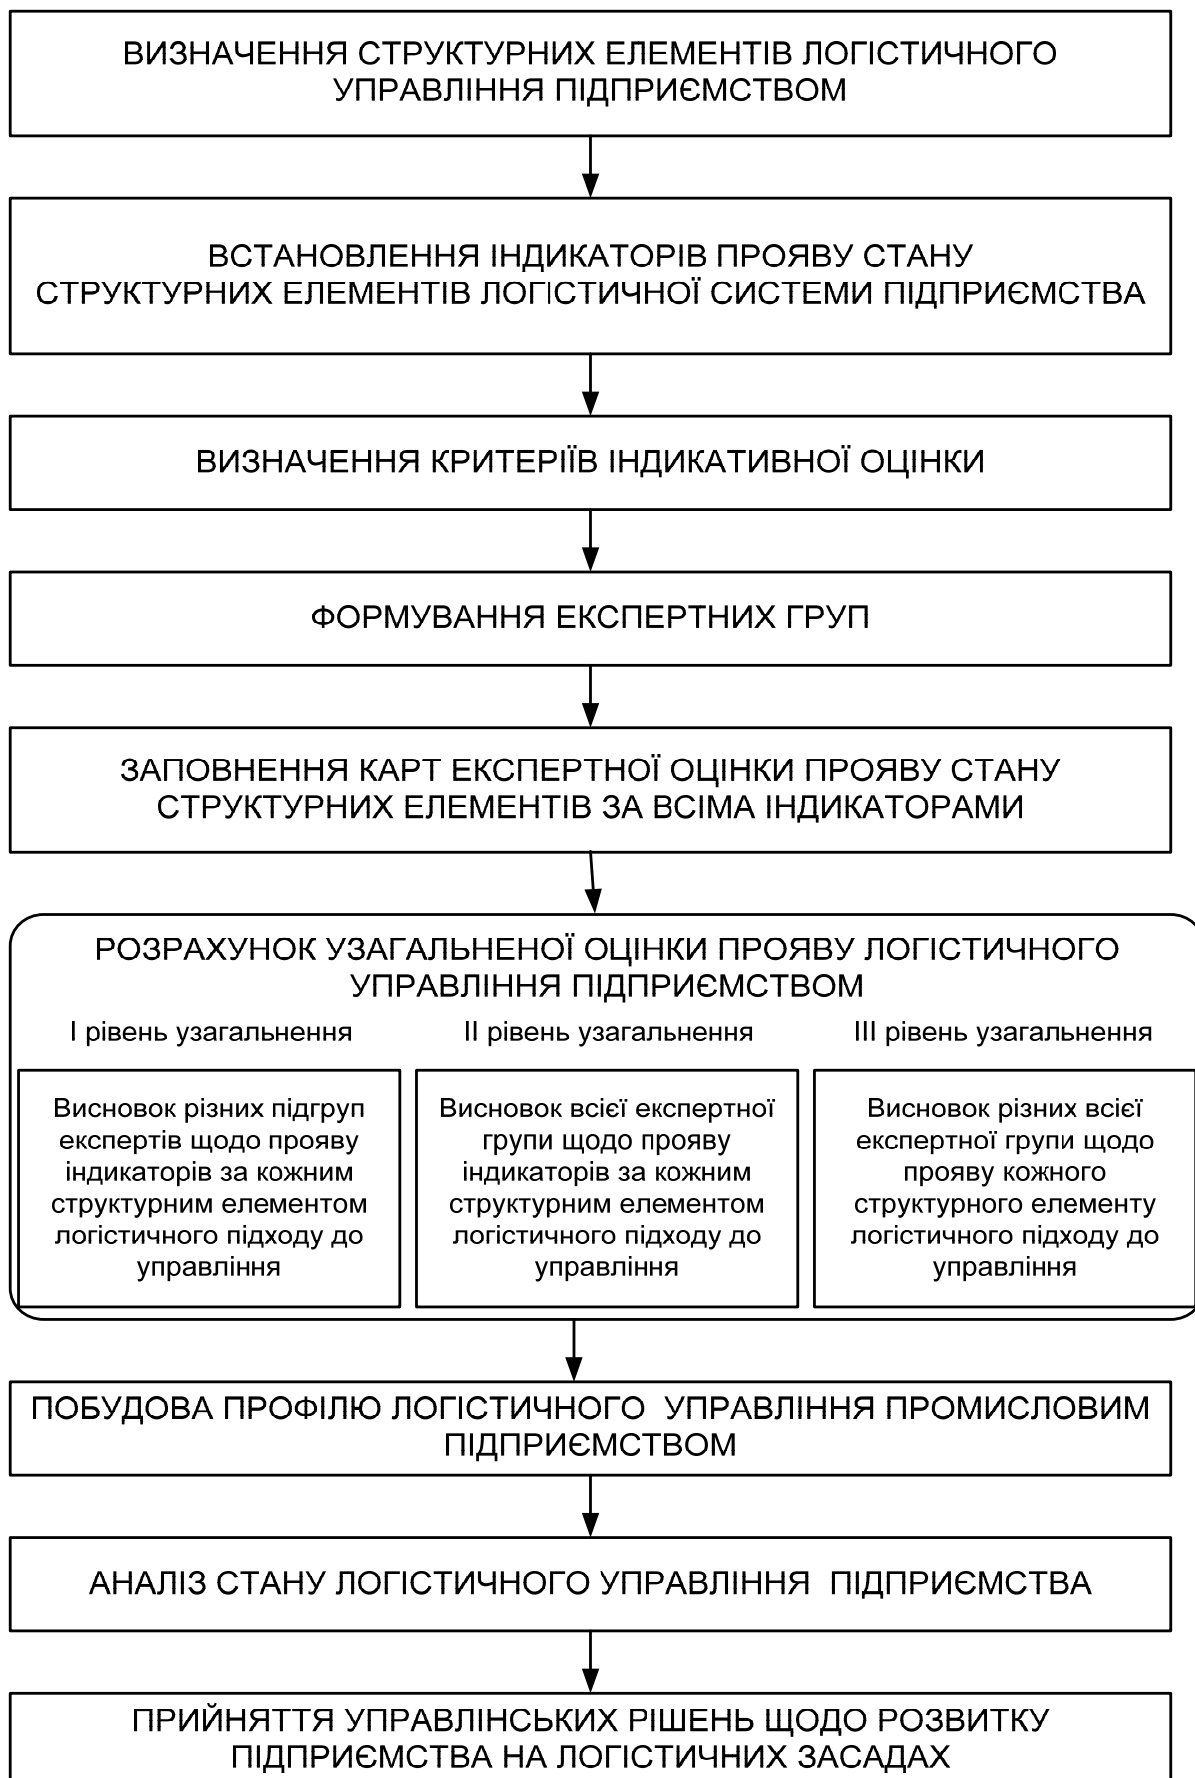 ВИЗНАЧЕННЯ СТРУКТУРНИХ ЕЛЕМЕНТІВ ЛОГІСТИЧНОГО
УПРАВЛІННЯ ПІДПРИЄМСТВОМ
ВСТАНОВЛЕННЯ ІНДИКАТОРІВ ПРОЯВУ СТАНУ
СТРУКТУРНИХ ЕЛЕМЕНТІВ ЛОГІСТИЧНОЇ СИСТЕМИ ПІДПРИЄМСТВА
ВИЗНАЧЕННЯ КРИТЕРІЇВ ІНДИКАТИВНОЇ ОЦІНКИ
ФОРМУВАННЯ ЕКСПЕРТНИХ ГРУП
ЗАПОВНЕННЯ КАРТ ЕКСПЕРТНОЇ ОЦІНКИ ПРОЯВУ СТАНУ
СТРУКТУРНИХ ЕЛЕМЕНТІВ ЗА ВСІМА ІНДИКАТОРАМИ
РОЗРАХУНОК УЗАГАЛЬНЕНОЇ ОЦІНКИ ПРОЯВУ ЛОГІСТИЧНОГО
УПРАВЛІННЯ ПІДПРИЄМСТВОМ
І рівень узагальнення
Висновок різних підгруп
експертів щодо прояву
індикаторів за кожним
структурним елементом
логістичного підходу до
управління
ІІ рівень узагальнення
Висновок всієї експертної
групи щодо прояву
індикаторів за кожним
структурним елементом
логістичного підходу до
управління
ІІІ рівень узагальнення
Висновок різних всієї
експертної групи щодо
прояву кожного
структурного елементу
логістичного підходу до
управління
ПОБУДОВА ПРОФІЛЮ ЛОГІСТИЧНОГО УПРАВЛІННЯ ПРОМИСЛОВИМ
ПІДПРИЄМСТВОМ
АНАЛІЗ СТАНУ ЛОГІСТИЧНОГО УПРАВЛІННЯ ПІДПРИЄМСТВА
ПРИЙНЯТТЯ УПРАВЛІНСЬКИХ РІШЕНЬ ЩОДО РОЗВИТКУ
ПІДПРИЄМСТВА НА ЛОГІСТИЧНИХ ЗАСАДАХ